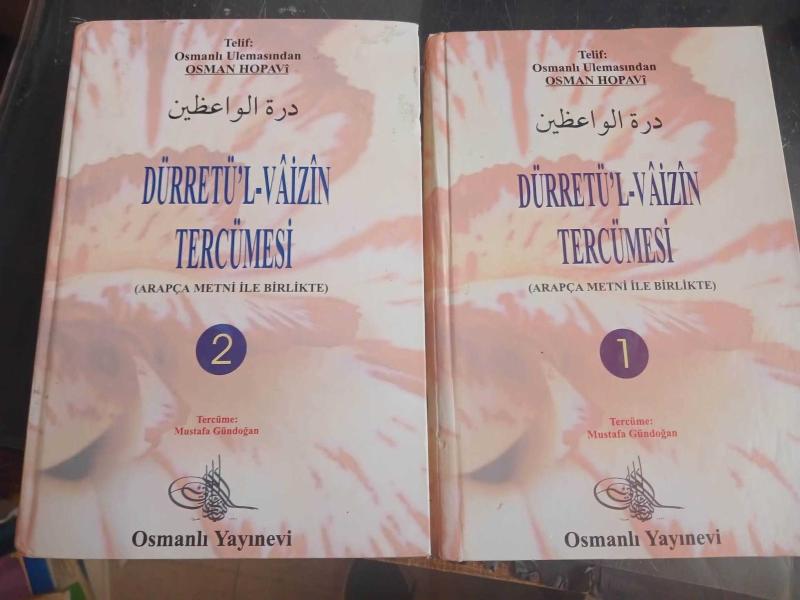 Telif:
Osmanlı Ulemasından
OSMAN HOPAVî
درة الواعظين
DÜRRETÜ'L-VÂİZÎN
TERCÜMESİ
(ARAPÇA METNİ İLE BİRLİKTE)
2
Tercüme:
Mustafa Gündoğan
Osmanlı Yayınevi
Telif:
Osmanlı Ulemasından
OSMAN HOPAVî
درة الواعظين
DÜRRETÜ'L-VÂİZÎN
TERCÜMESİ
(ARAPÇA METNİ İLE BİRLİKTE)
1
Tercüme:
Mustafa Gündoğan
Osmanlı Yayınevi